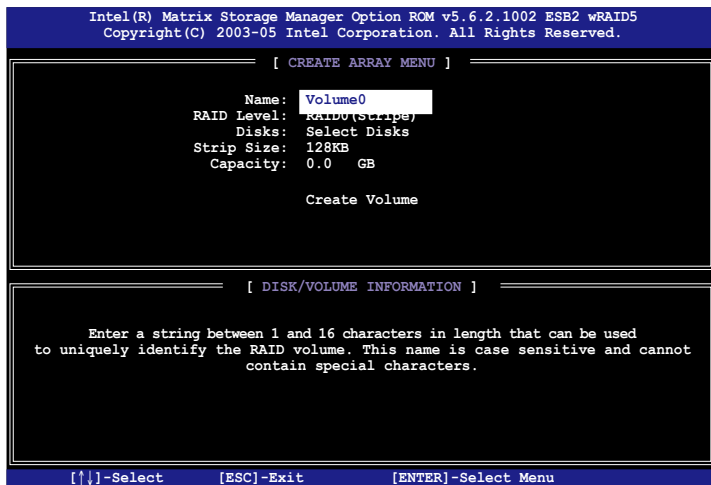 Intel(R) Matrix Storage Manager Option ROM v5.6.2.1002 ESB2 wRAID5
Copyright(C) 2003-05 Intel Corporation. All Rights Reserved.
[ CREATE ARRAY MENU ]
Name: Volume0
RAID Level: RAID0(Stripe)
Disks: Select Disks
Strip Size: 128KB
Capacity: 0.0 GB
Create Volume
[ DISK/VOLUME INFORMATION ]
Enter a string between 1 and 16 characters in length that can be used
to uniquely identify the RAID volume. This name is case sensitive and cannot
contain special characters.
[↑↓]-Select [ESC]-Exit [ENTER]-Select Menu